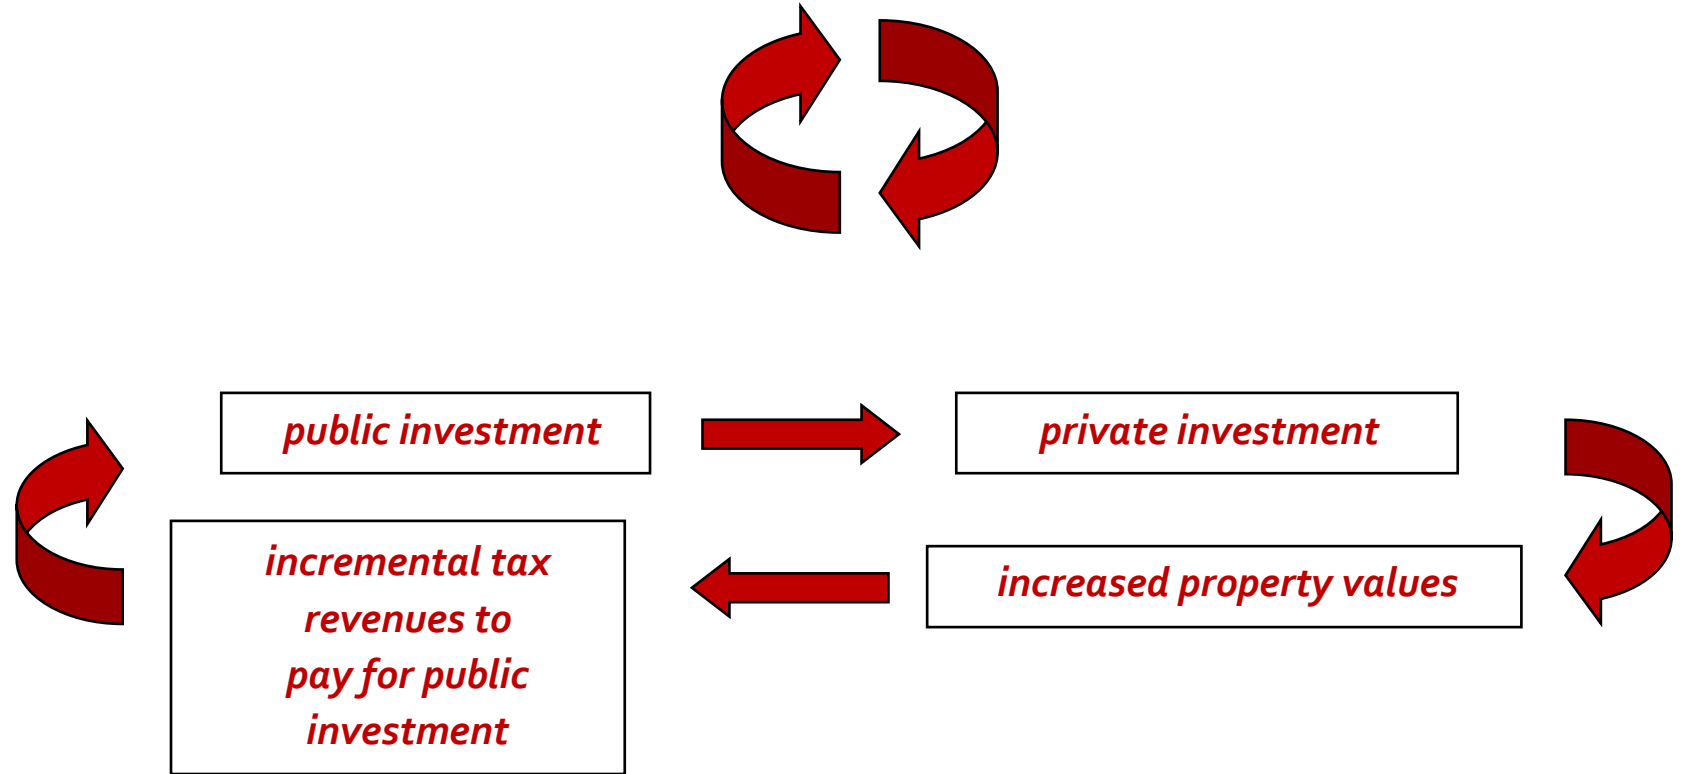 public investment
private investment
incremental tax
revenues to
pay for public
investment
increased property values